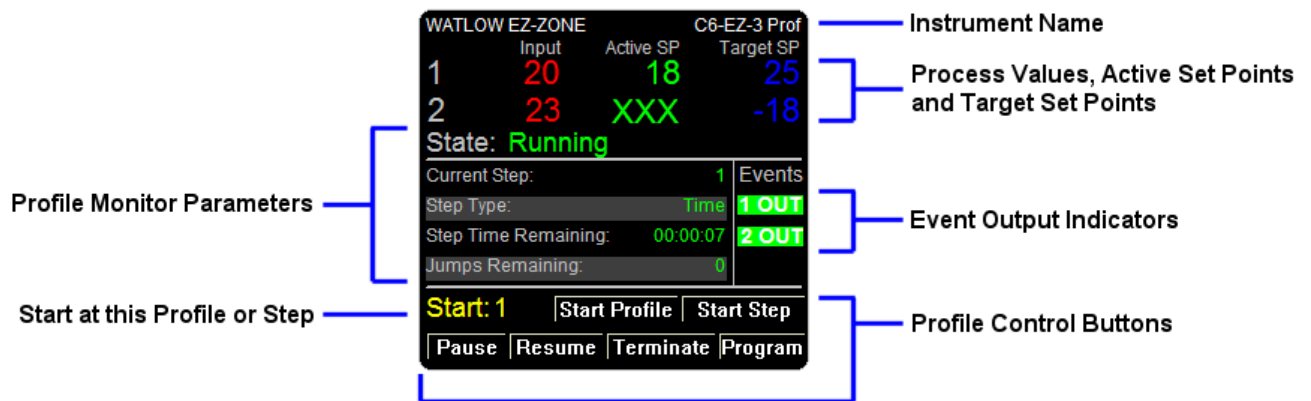 WATLOW EZ-ZONE C6-EZ-3 Prof
Input Active SP Target SP
1 20 18 25
2 23 XXX -18
State: Running
Current Step: 1 Events
Step Type: Time 1 OUT
Step Time Remaining: 00:00:07 2 OUT
Jumps Remaining: 0
Start: 1 Start Profile Start Step
Pause Resume Terminate Program
Profile Monitor Parameters
Start at this Profile or Step
Instrument Name
Process Values, Active Set Points
and Target Set Points
Event Output Indicators
Profile Control Buttons